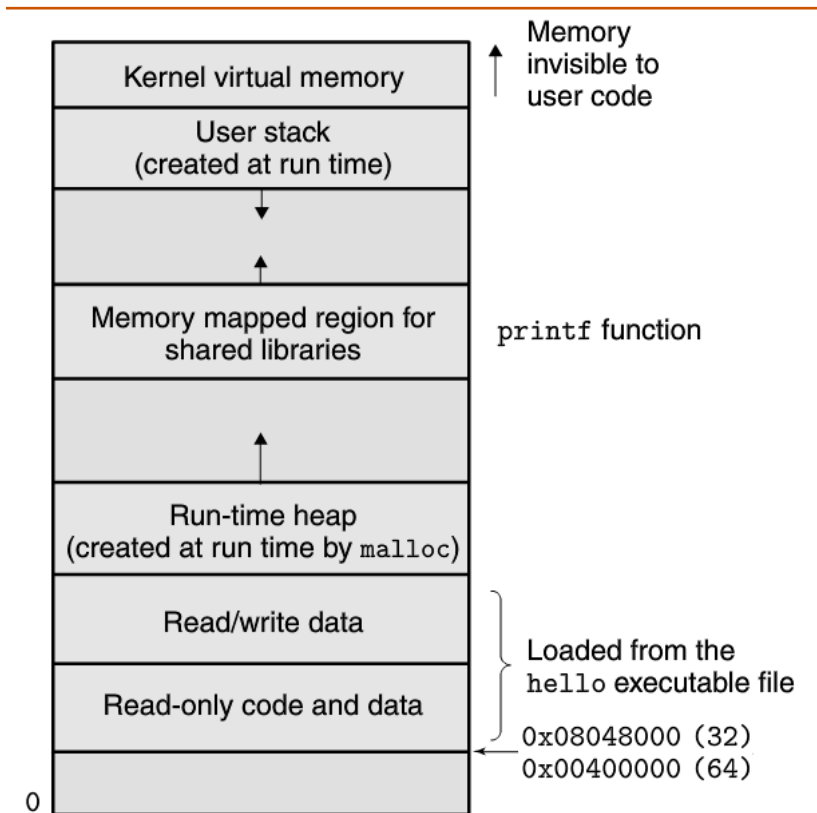 Memory
invisible to
user code
Kernel virtual memory
User stack
(created at run time)
Memory mapped region for
shared libraries
printf function
Run-time heap
(created at run time by malloc)
Read/write data
Loaded from the
hello executable file
Read-only code and data
0x08048000 (32)
0x00400000 (64)
0